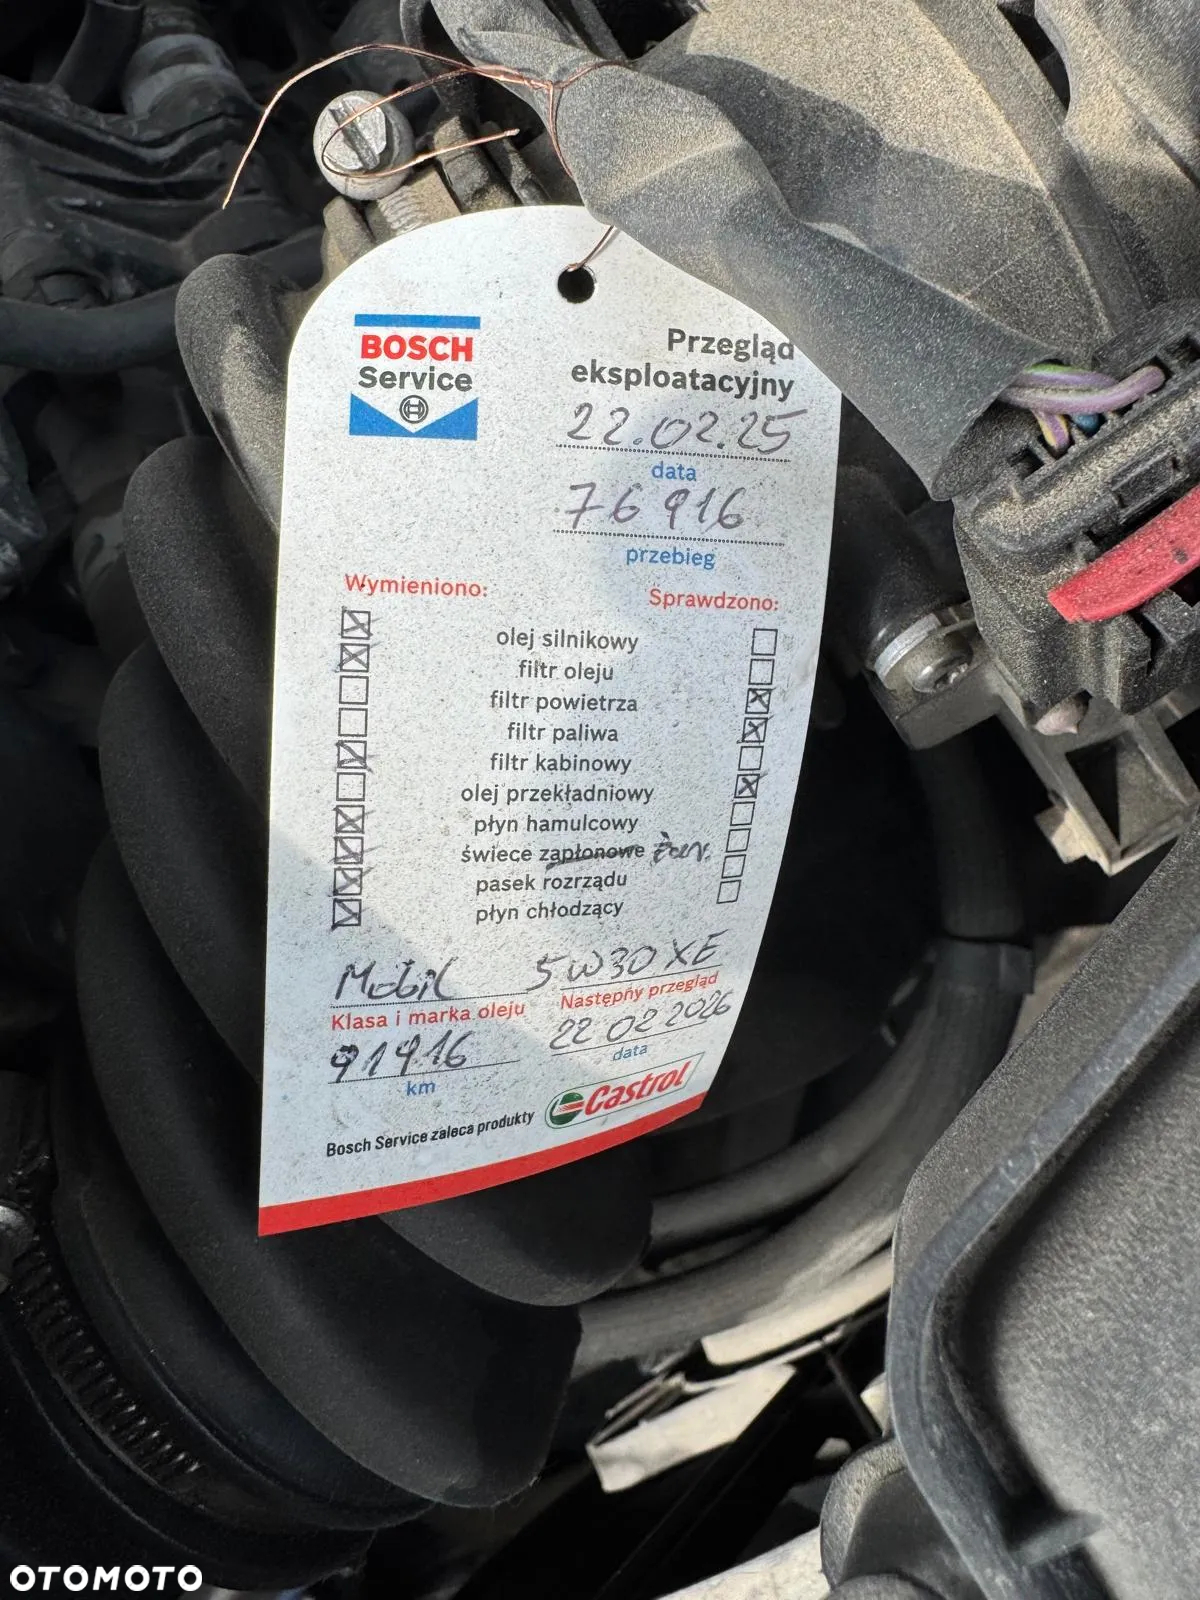 BOSCH
Service
Przegląd
eksploatacyjny
22.02.25
data
76916
przebieg
Wymieniono:
Sprawdzono:
olej silnikowy
filtr oleju
filtr powietrza
filtr paliwa
filtr kabinowy
olej przekładniowy
płyn hamulcowy
świece zapłonowe żar.
pasek rozrządu
płyn chłodzący
Mobil 5W30 XE
Klasa i marka oleju
Następny przegląd
91916
22 02 2026
km
data
Bosch Service zaleca produkty
Castrol
OTOMOTO